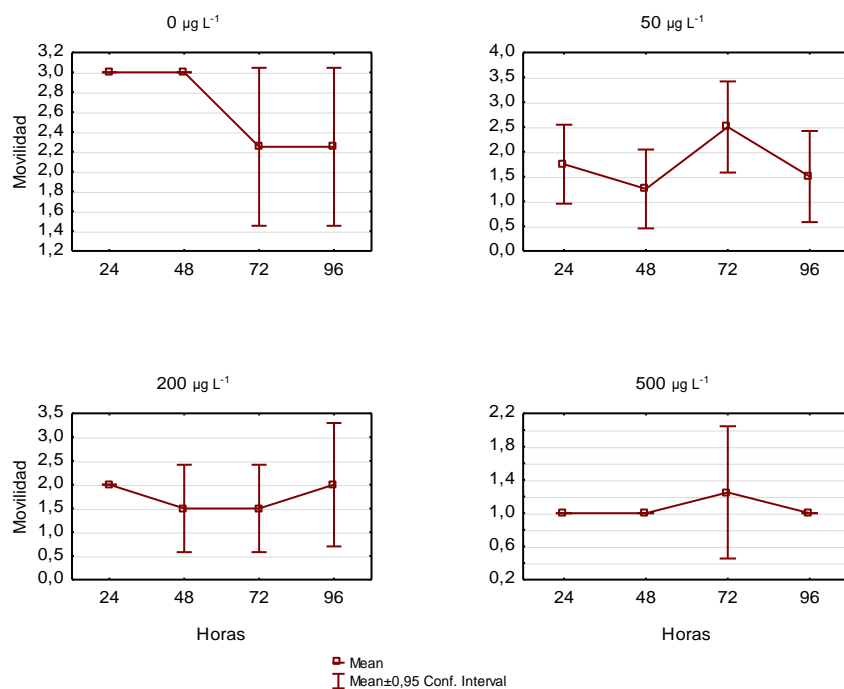 0 µg L-1
3,2
3,0
2,8
2,6
2,4
2,2
2,0
1,8
1,6
1,4
1,2
Movilidad
24 48 72 96
50 µg L-1
4,0
3,5
3,0
2,5
2,0
1,5
1,0
0,5
0,0
24 48 72 96
200 µg L-1
3,5
3,0
2,5
2,0
1,5
1,0
0,5
0,0
Movilidad
24 48 72 96
Horas
500 µg L-1
2,2
1,8
1,4
1,0
0,6
0,2
24 48 72 96
Horas
Mean
Mean±0,95 Conf. Interval